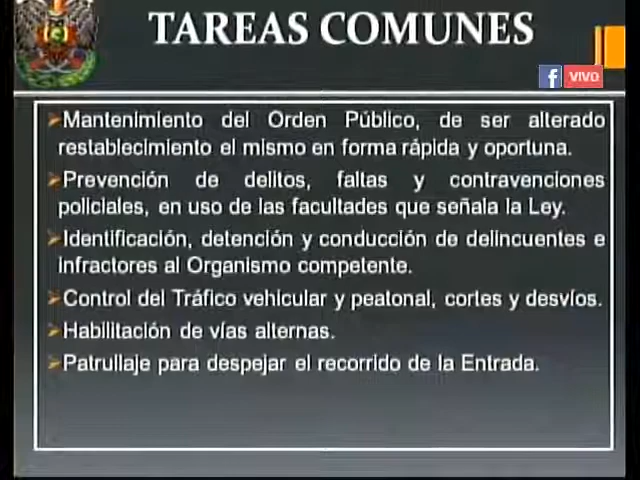 TAREAS COMUNES
f VIVO
➢Mantenimiento del Orden Público, de ser alterado
restablecimiento el mismo en forma rápida y oportuna.
➢Prevención de delitos, faltas y contravenciones
policiales, en uso de las facultades que señala la Ley.
➢Identificación, detención y conducción de delincuentes e
infractores al Organismo competente.
➢Control del Tráfico vehicular y peatonal, cortes y desvíos.
➢Habilitación de vías alternas.
➢Patrullaje para despejar el recorrido de la Entrada.